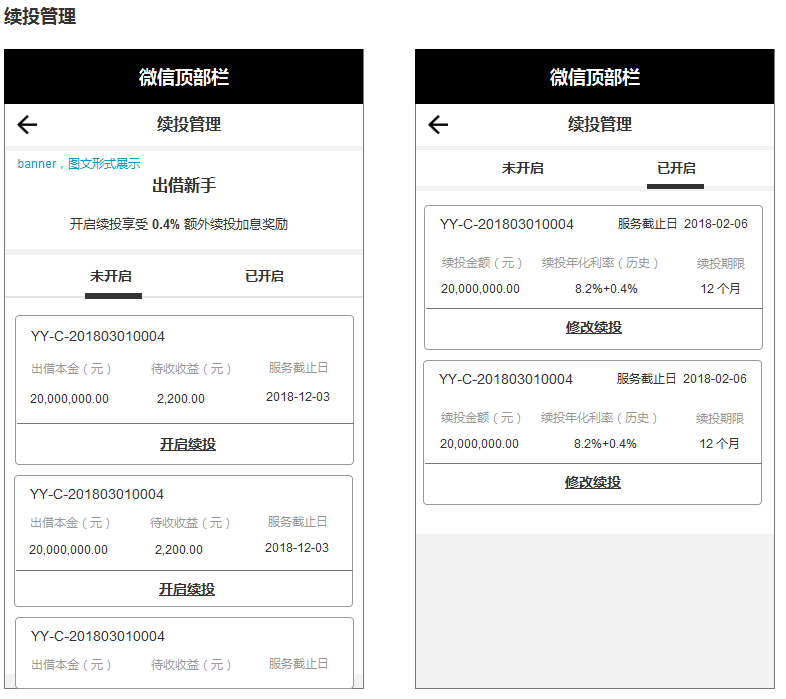 续投管理
微信顶部栏
续投管理
banner，图文形式展示
出借新手
开启续投享受 0.4% 额外续投加息奖励
未开启 已开启
YY-C-201803010004
出借本金（元） 待收收益（元） 服务截止日
20,000,000.00 2,200.00 2018-12-03
开启续投
YY-C-201803010004
出借本金（元） 待收收益（元） 服务截止日
20,000,000.00 2,200.00 2018-12-03
开启续投
YY-C-201803010004
出借本金（元） 待收收益（元） 服务截止日
微信顶部栏
续投管理
未开启 已开启
YY-C-201803010004 服务截止日 2018-02-06
续投金额（元） 续投年化利率（历史） 续投期限
20,000,000.00 8.2%+0.4% 12 个月
修改续投
YY-C-201803010004 服务截止日 2018-02-06
续投金额（元） 续投年化利率（历史） 续投期限
20,000,000.00 8.2%+0.4% 12 个月
修改续投